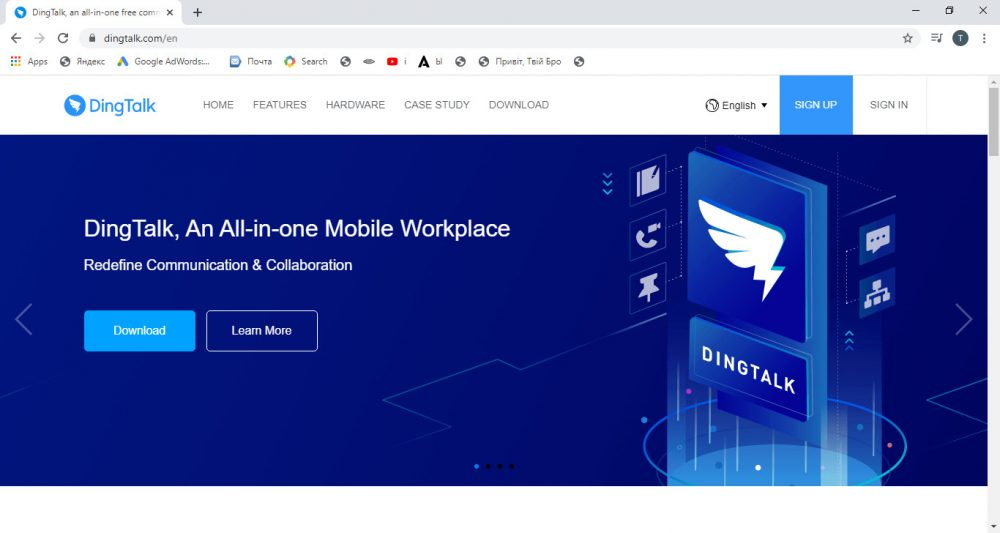 DingTalk, an all-in-one free comm
dingtalk.com/en
T
Apps Яндекс Google AdWords:... Почта Search і Ы Привіт, Твій Бро
DingTalk HOME FEATURES HARDWARE CASE STUDY DOWNLOAD English SIGN UP SIGN IN
DingTalk, An All-in-one Mobile Workplace
Redefine Communication & Collaboration
Download Learn More
DINGTALK